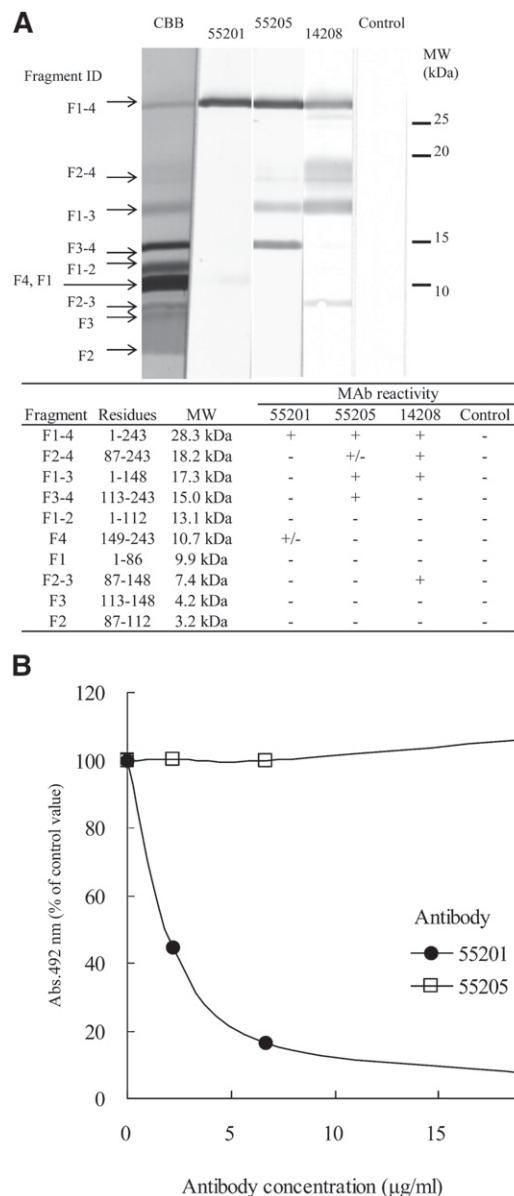 A
CBB 55201 55205 14208 Control
MW (kDa)
Fragment ID
F1-4
25
20
F2-4
F1-3
15
F3-4
F1-2
F4, F1
10
F2-3
F3
F2
MAb reactivity
Fragment Residues MW 55201 55205 14208 Control
F1-4 1-243 28.3 kDa + + + -
F2-4 87-243 18.2 kDa - +/- + -
F1-3 1-148 17.3 kDa - + + -
F3-4 113-243 15.0 kDa - + - -
F1-2 1-112 13.1 kDa - - - -
F4 149-243 10.7 kDa +/- - - -
F1 1-86 9.9 kDa - - - -
F2-3 87-148 7.4 kDa - - + -
F3 113-148 4.2 kDa - - - -
F2 87-112 3.2 kDa - - - -
B
Abs.492 nm (% of control value)
120
100
80
60
40
20
0
Antibody
55201
55205
0 5 10 15
Antibody concentration (μg/ml)